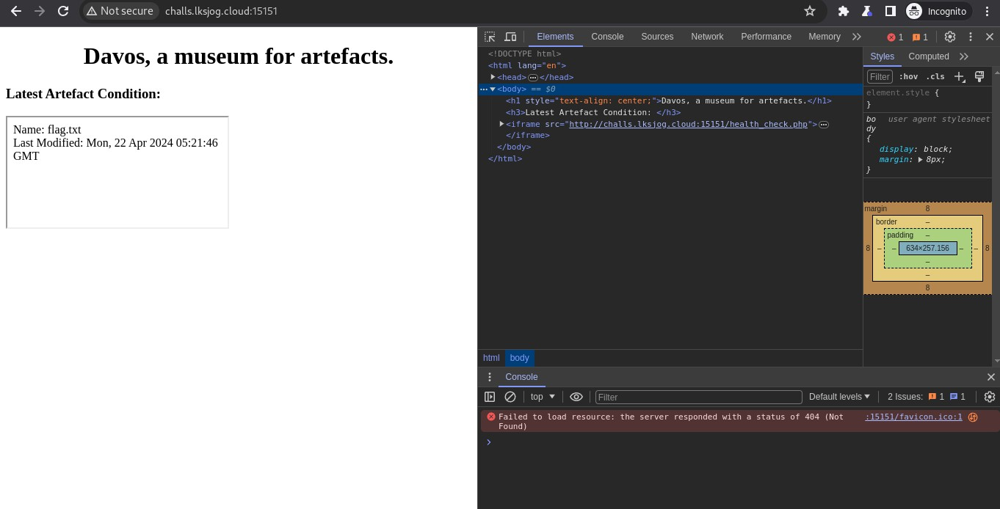 Not secure challs.lksjog.cloud:15151 Incognito
Davos, a museum for artefacts.
Latest Artefact Condition:
Name: flag.txt
Last Modified: Mon, 22 Apr 2024 05:21:46
GMT
Elements Console Sources Network Performance Memory 1 1
<!DOCTYPE html>
<html lang="en">
<head> </head>
<body> == $0
<h1 style="text-align: center;">Davos, a museum for artefacts.</h1>
<h3>Latest Artefact Condition: </h3>
<iframe src="http://challs.lksjog.cloud:15151/health_check.php">
</iframe>
</body>
</html>
html body
Styles Computed
Filter :hov .cls
element.style {
}
bo user agent stylesheet
dy
{
display: block;
margin: 8px;
}
margin 8
border –
padding –
8 – – 634×257.156 – – 8
–
–
8
Console
top Filter Default levels 2 Issues: 1 1
Failed to load resource: the server responded with a status of 404 (Not :15151/favicon.ico:1
Found)